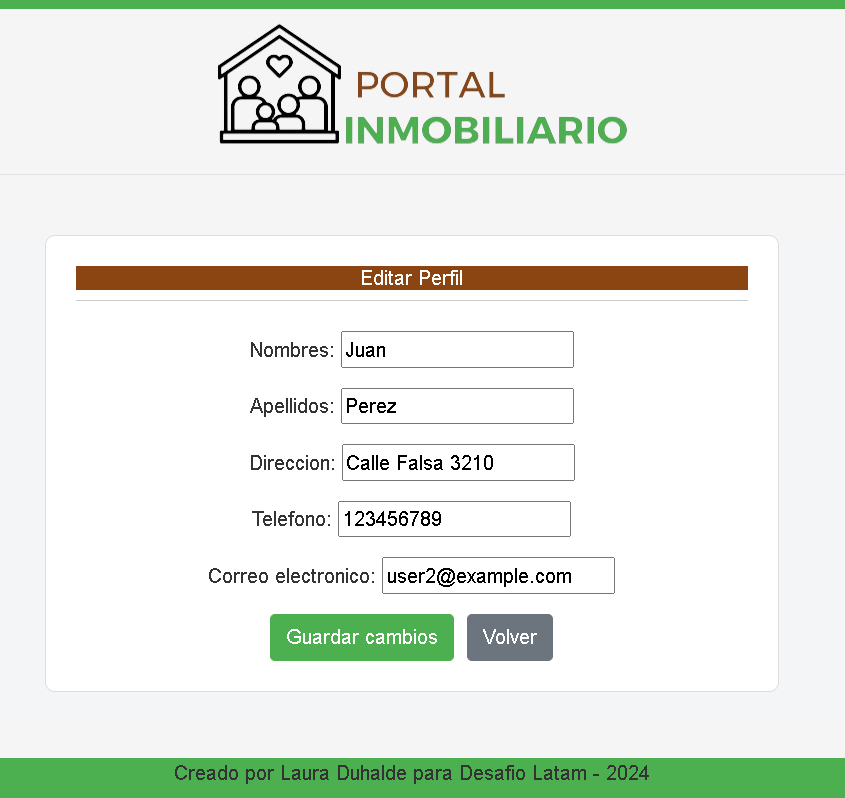 PORTAL
INMOBILIARIO
Editar Perfil
Nombres: Juan
Apellidos: Perez
Direccion: Calle Falsa 3210
Telefono: 123456789
Correo electronico: user2@example.com
Guardar cambios Volver
Creado por Laura Duhalde para Desafio Latam - 2024